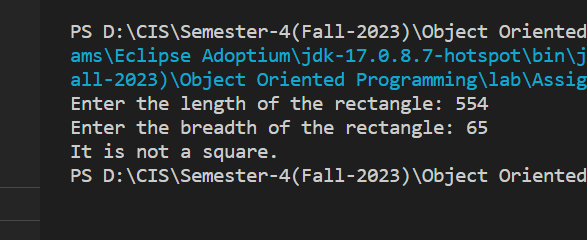 PS D:\CIS\Semester-4(Fall-2023)\Object Oriented
ams\Eclipse Adoptium\jdk-17.0.8.7-hotspot\bin\j
all-2023)\Object Oriented Programming\lab\Assig
Enter the length of the rectangle: 554
Enter the breadth of the rectangle: 65
It is not a square.
PS D:\CIS\Semester-4(Fall-2023)\Object Oriented